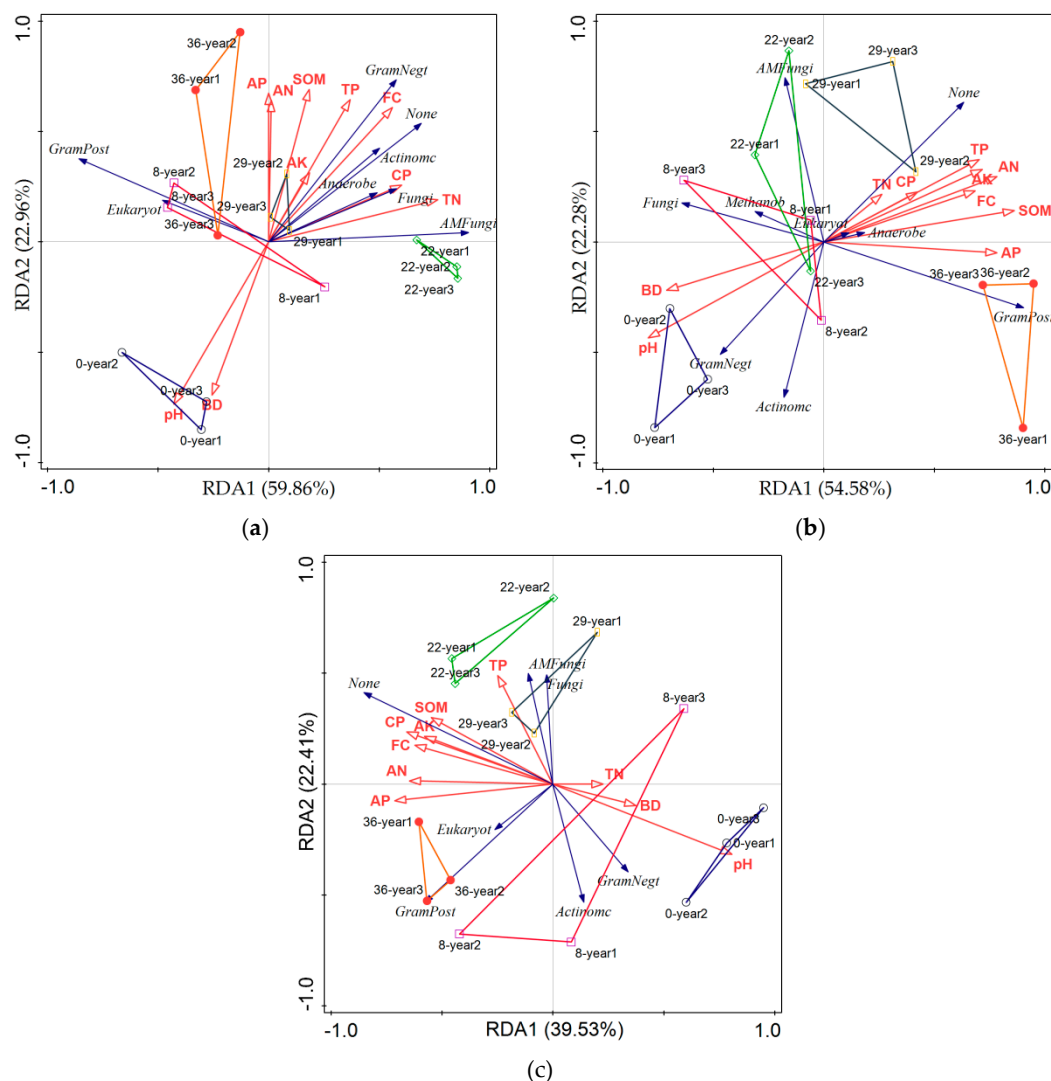 1.0
36-year2
36-year1
AP
AN
SOM
TP
GramNegt
FC
None
GramPost
29-year2
AK
Actinomc
8-year2
8-year3
Anaerobe
CP
Fungi
Eukaryot
29-year3
TN
36-year3
29-year1
AMFungi
22-year1
22-year2
22-year3
8-year1
0-year2
0-year3
BD
pH
0-year1
RDA2 (22.96%)
-1.0
-1.0
RDA1 (59.86%)
1.0
(a)
1.0
22-year2
29-year3
AMFungi
29-year1
None
22-year1
TP
29-year2
AN
8-year3
TN
CP
AK
FC
Fungi
Methanob
8-year1
SOM
Eukaryot
Anaerobe
AP
22-year3
36-year3
36-year2
BD
0-year2
GramPost
8-year2
pH
GramNegt
0-year3
Actinomc
0-year1
36-year1
RDA2 (22.28%)
-1.0
-1.0
RDA1 (54.58%)
1.0
(b)
1.0
22-year2
29-year1
22-year1
22-year3
TP
AMFungi
Fungi
None
8-year3
SOM
CP
AK
29-year3
FC
29-year2
AN
TN
AP
BD
36-year1
Eukaryot
0-year3
0-year1
pH
GramNegt
36-year3
36-year2
GramPost
Actinomc
0-year2
8-year2
8-year1
RDA2 (22.41%)
-1.0
-1.0
RDA1 (39.53%)
1.0
(c)